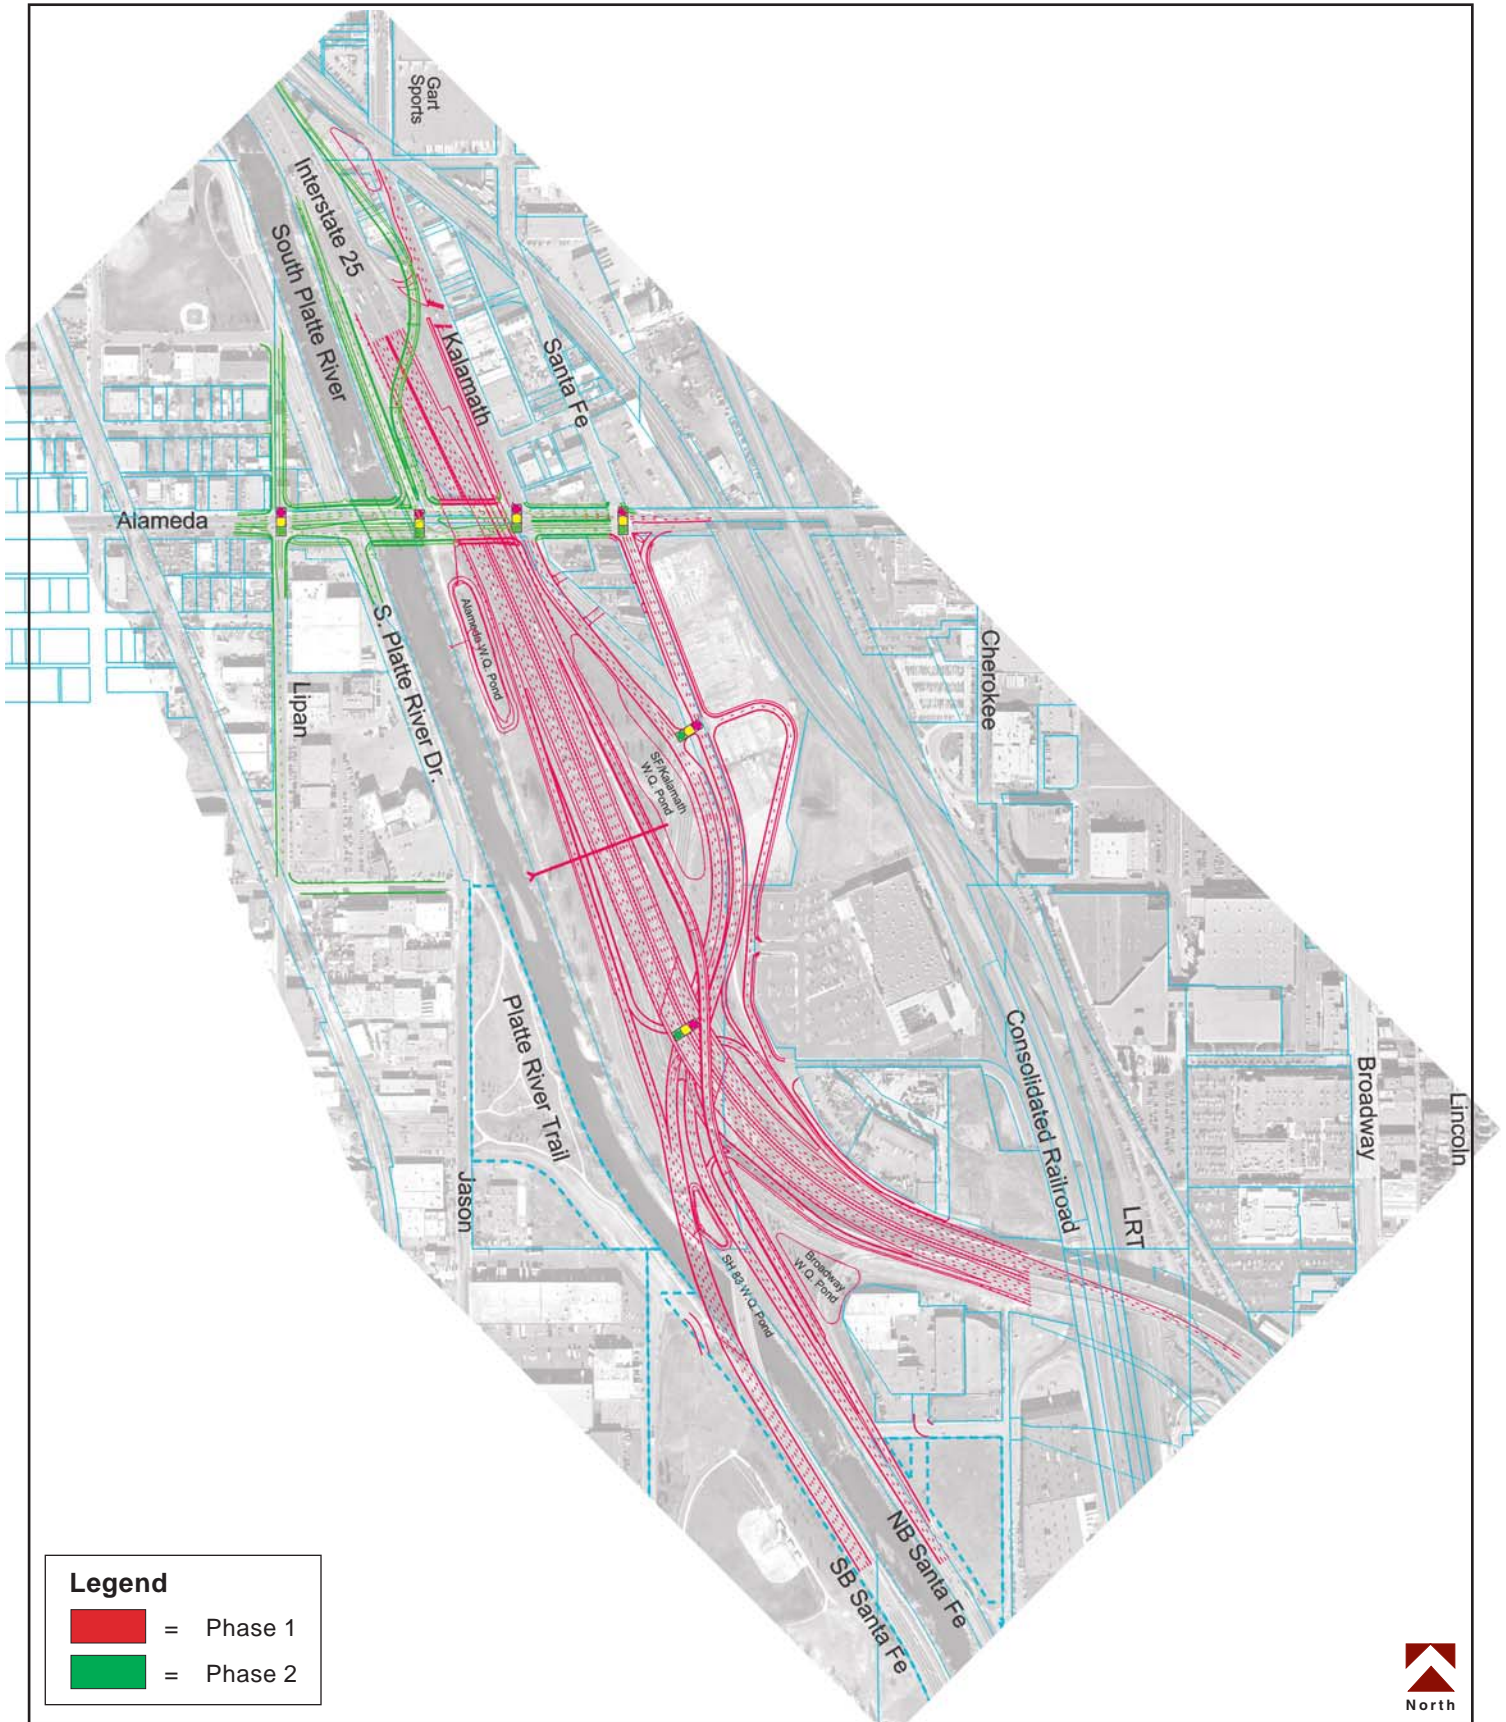 Gart
Sports
Interstate 25
South Platte River
Kalamath
Santa Fe
Alameda
Alameda W.Q. Pond
S. Platte River Dr.
Lipan
Cherokee
SF/Kalamath
W.Q. Pond
Platte River Trail
Consolidated Railroad
Broadway
Lincoln
Jason
LRT
Broadway
W.Q. Pond
SH 83 W.Q. Pond
NB Santa Fe
SB Santa Fe
Legend
= Phase 1
= Phase 2
North